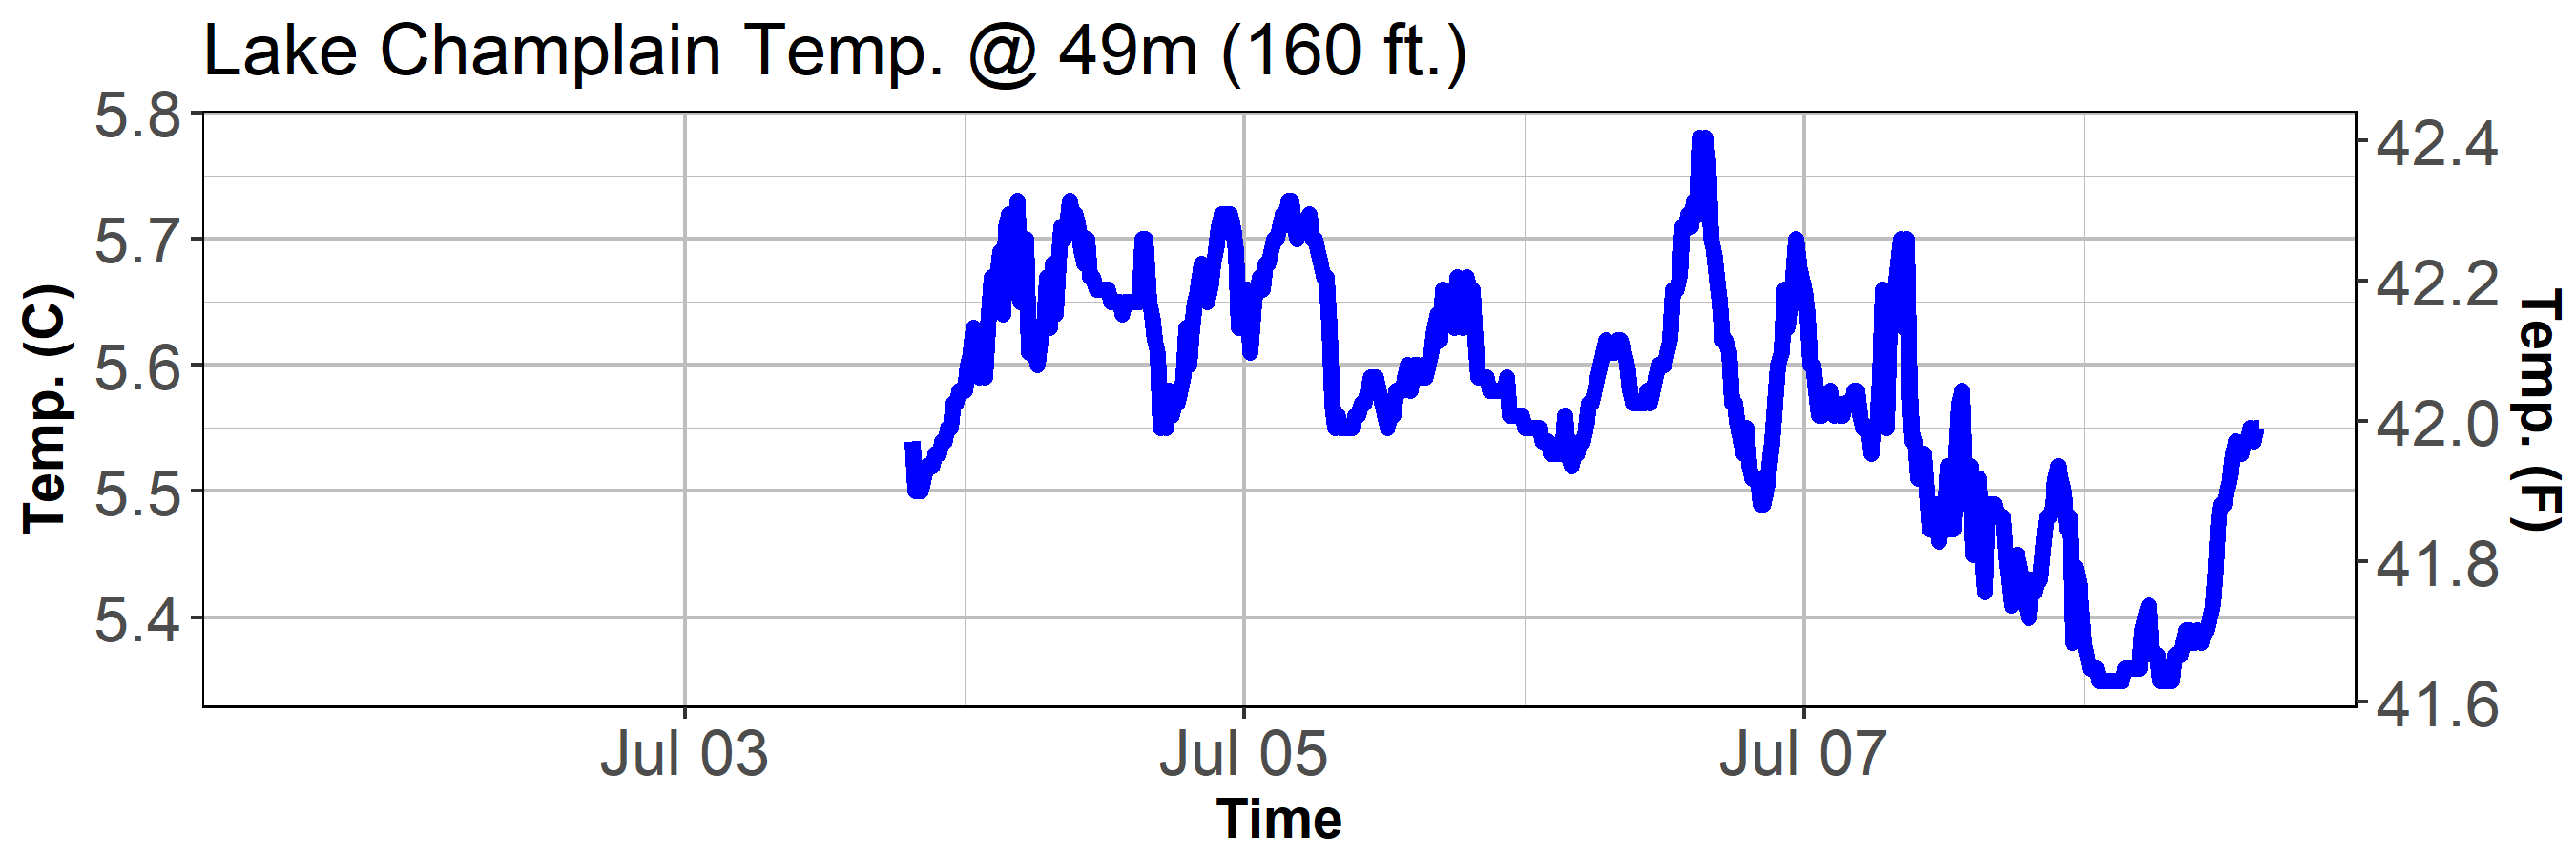 Lake Champlain Temp. @ 49m (160 ft.)
5.8
5.7
5.6
5.5
5.4
Temp. (C)
42.4
42.2
42.0
41.8
41.6
Temp. (F)
Jul 03 Jul 05 Jul 07
Time